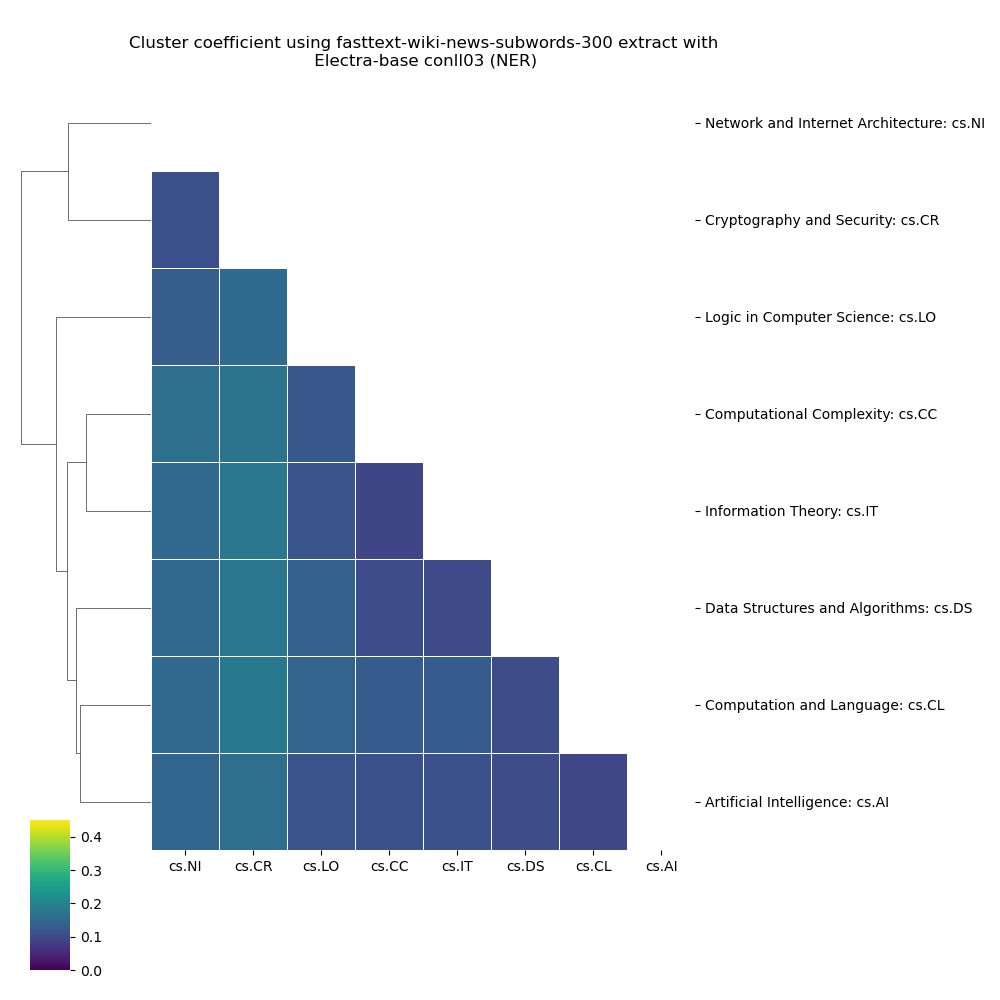 Cluster coefficient using fasttext-wiki-news-subwords-300 extract with
Electra-base conll03 (NER)
Network and Internet Architecture: cs.NI
Cryptography and Security: cs.CR
Logic in Computer Science: cs.LO
Computational Complexity: cs.CC
Information Theory: cs.IT
Data Structures and Algorithms: cs.DS
Computation and Language: cs.CL
Artificial Intelligence: cs.AI
cs.NI cs.CR cs.LO cs.CC cs.IT cs.DS cs.CL cs.AI
0.4
0.3
0.2
0.1
0.0